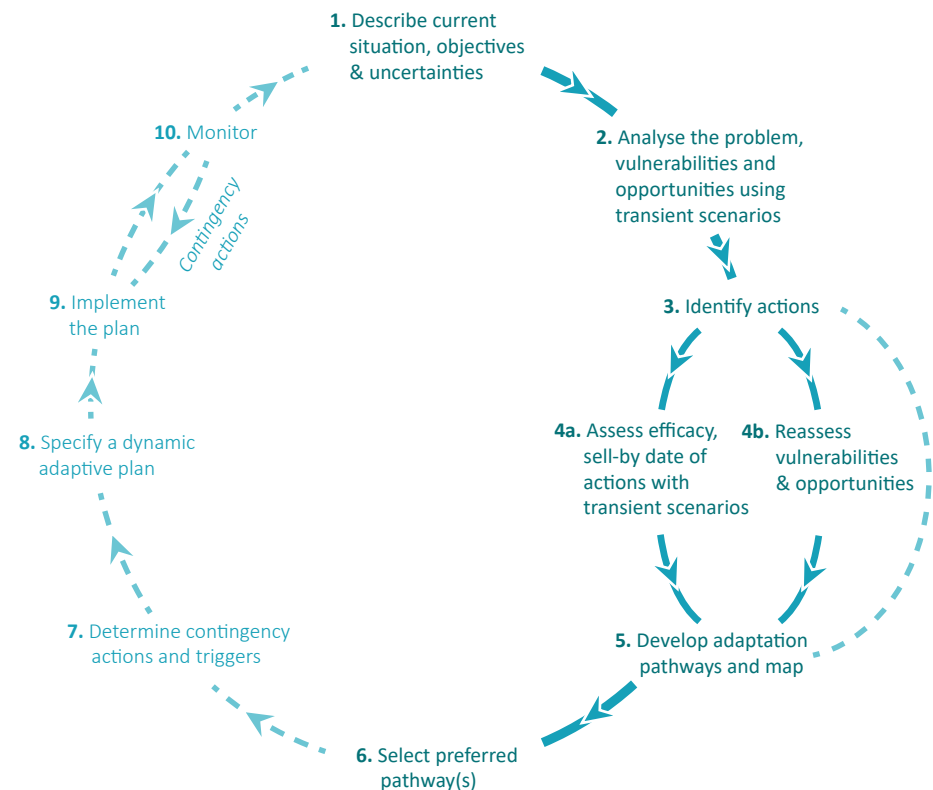 1. Describe current
situation, objectives
& uncertainties
2. Analyse the problem,
vulnerabilities and
opportunities using
transient scenarios
3. Identify actions
4a. Assess efficacy,
sell-by date of
actions with
transient scenarios
4b. Reassess
vulnerabilities
& opportunities
5. Develop adaptation
pathways and map
6. Select preferred
pathway(s)
7. Determine contingency
actions and triggers
8. Specify a dynamic
adaptive plan
9. Implement
the plan
10. Monitor
Contingency
actions